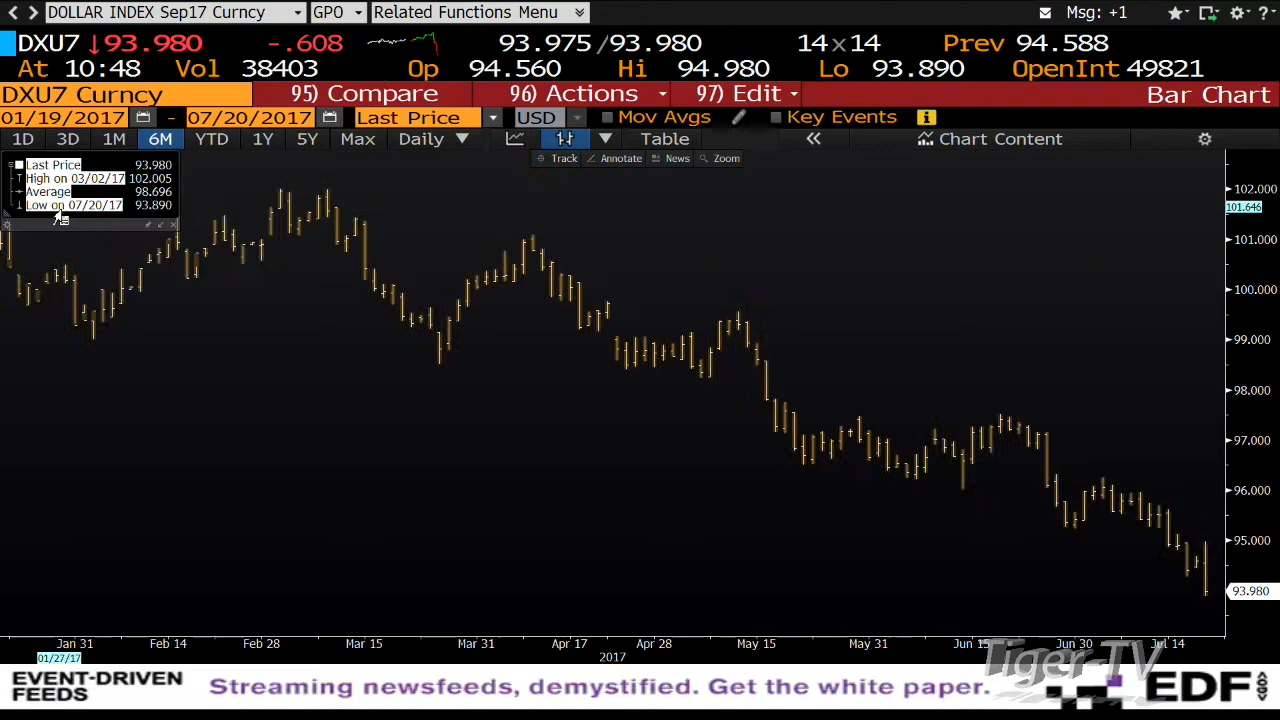 DOLLAR INDEX Sep17 Curncy GPO Related Functions Menu Msg: +1
DXU7 ↓93.980 -.608 93.975/93.980 14x14 Prev 94.588
At 10:48 Vol 38403 Op 94.560 Hi 94.980 Lo 93.890 OpenInt 49821
DXU7 Curncy 95) Compare 96) Actions 97) Edit Bar Chart
01/19/2017 - 07/20/2017 Last Price USD Mov Avgs Key Events
1D 3D 1M 6M YTD 1Y 5Y Max Daily Table « Chart Content
Track Annotate News Zoom
Last Price 93.980
High on 03/02/17 102.005
Average 98.696
Low on 07/20/17 93.890
102.000
101.646
101.000
100.000
99.000
98.000
97.000
96.000
95.000
93.980
Jan 31 Feb 14 Feb 28 Mar 15 Mar 31 Apr 17 Apr 28 May 15 May 31 Jun 15 Jun 30 Jul 14
01/27/17 2017
Tiger-TV
EVENT-DRIVEN
FEEDS
Streaming newsfeeds, demystified. Get the white paper.
EDF